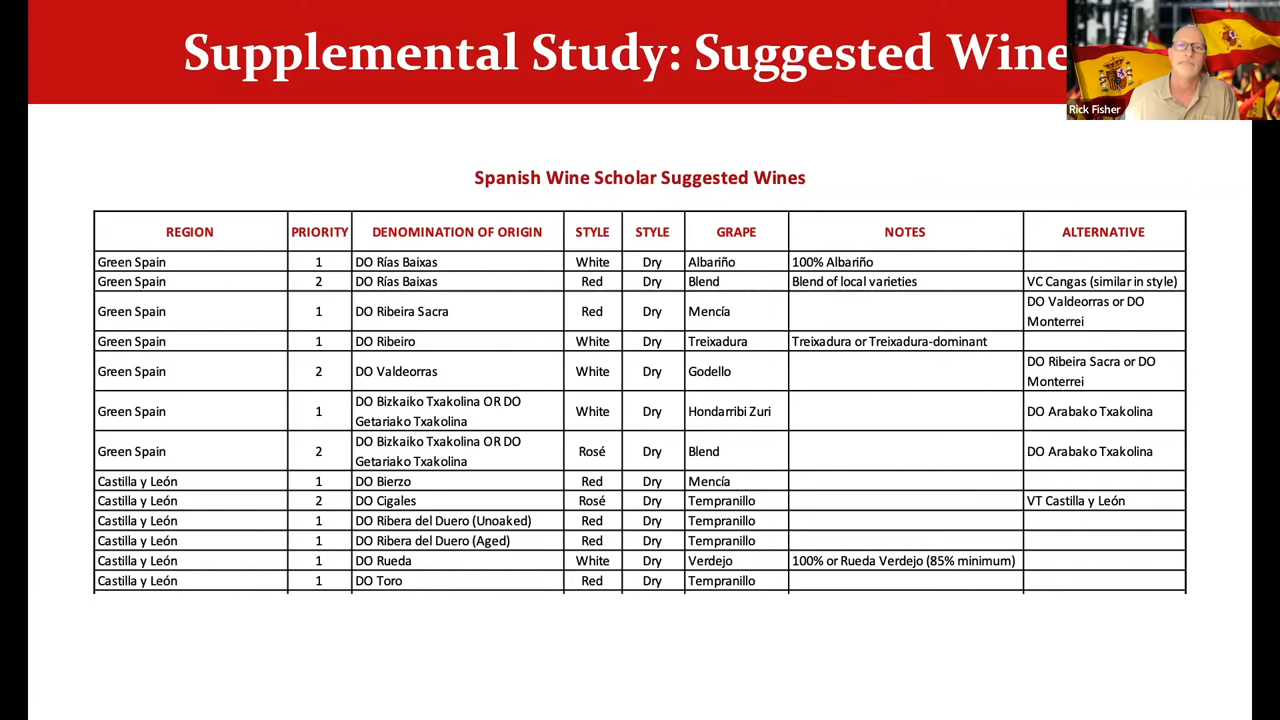 Supplemental Study: Suggested Wine
Rick Fisher
Spanish Wine Scholar Suggested Wines
REGION PRIORITY DENOMINATION OF ORIGIN STYLE STYLE GRAPE NOTES ALTERNATIVE
Green Spain 1 DO Rías Baixas White Dry Albariño 100% Albariño
Green Spain 2 DO Rías Baixas Red Dry Blend Blend of local varieties VC Cangas (similar in style)
Green Spain 1 DO Ribeira Sacra Red Dry Mencía DO Valdeorras or DO
Monterrei
Green Spain 1 DO Ribeiro White Dry Treixadura Treixadura or Treixadura-dominant
Green Spain 2 DO Valdeorras White Dry Godello DO Ribeira Sacra or DO
Monterrei
Green Spain 1 DO Bizkaiko Txakolina OR DO
Getariako Txakolina White Dry Hondarribi Zuri DO Arabako Txakolina
Green Spain 2 DO Bizkaiko Txakolina OR DO
Getariako Txakolina Rosé Dry Blend DO Arabako Txakolina
Castilla y León 1 DO Bierzo Red Dry Mencía
Castilla y León 2 DO Cigales Rosé Dry Tempranillo VT Castilla y León
Castilla y León 1 DO Ribera del Duero (Unoaked) Red Dry Tempranillo
Castilla y León 1 DO Ribera del Duero (Aged) Red Dry Tempranillo
Castilla y León 1 DO Rueda White Dry Verdejo 100% or Rueda Verdejo (85% minimum)
Castilla y León 1 DO Toro Red Dry Tempranillo